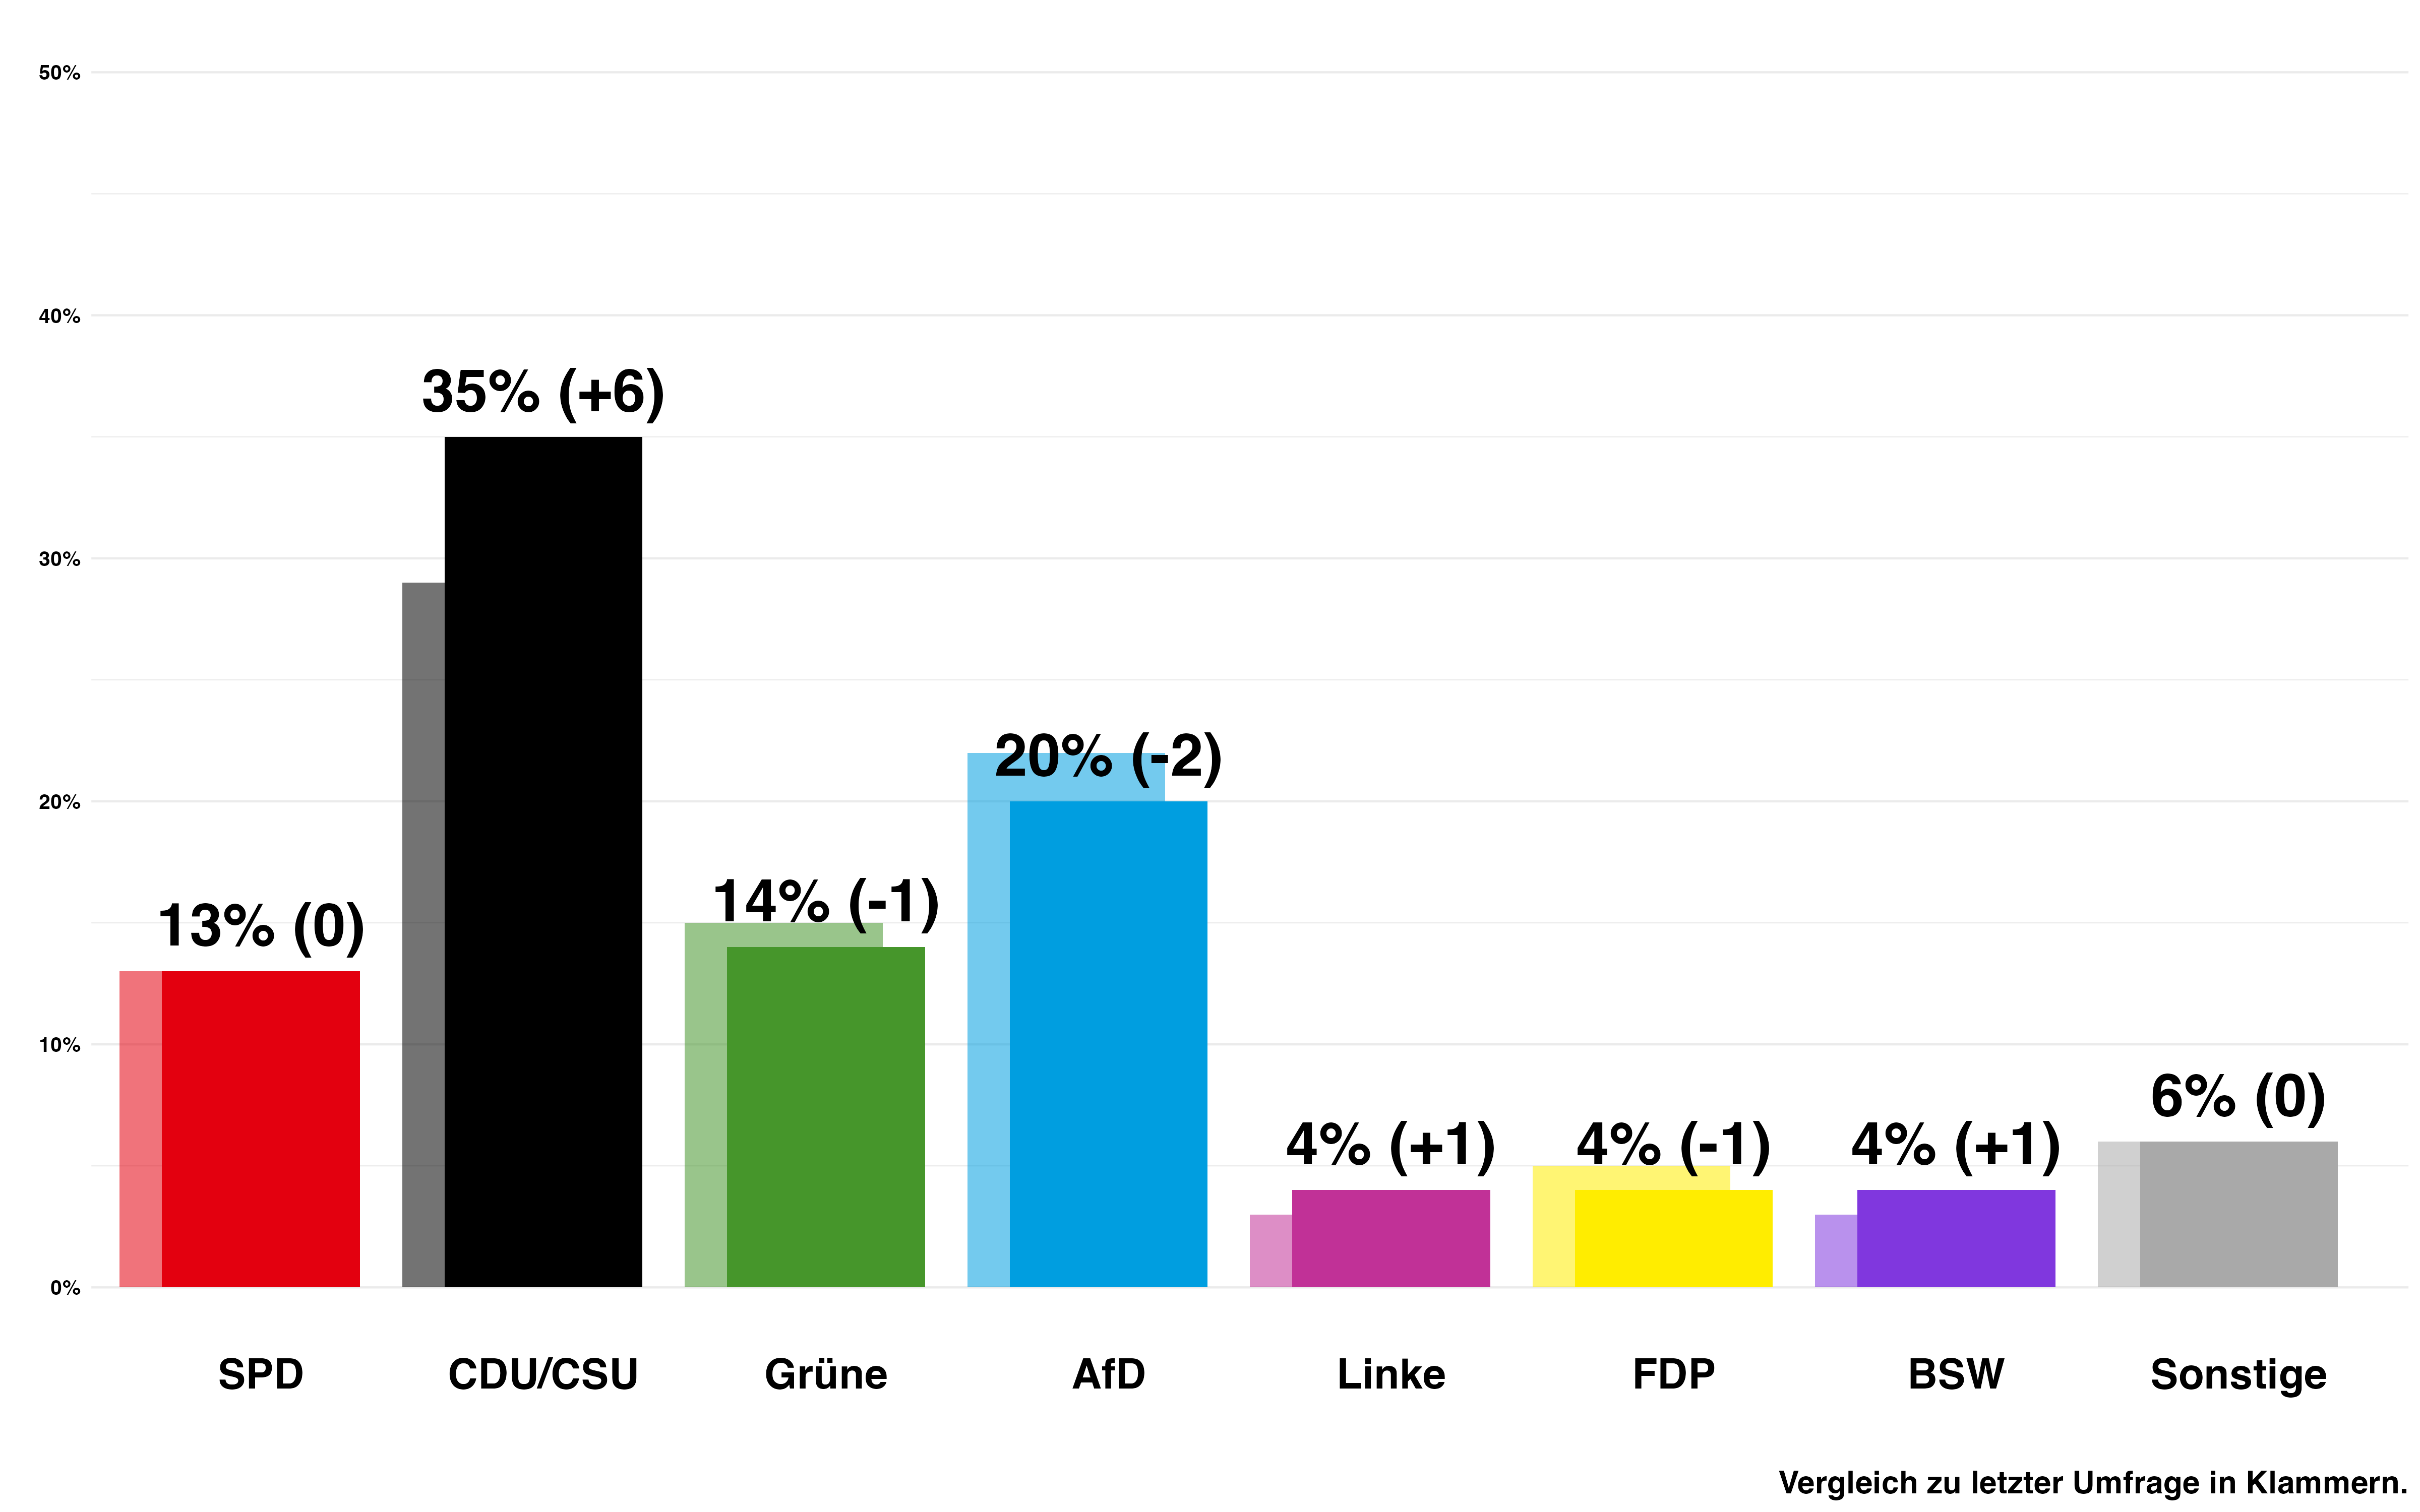 50%
40%
30%
20%
10%
0%
13% (0)
35% (+6)
14% (-1)
20% (-2)
4% (+1)
4% (-1)
4% (+1)
6% (0)
SPD
CDU/CSU
Grüne
AfD
Linke
FDP
BSW
Sonstige
Vergleich zu letzter Umfrage in Klammern.